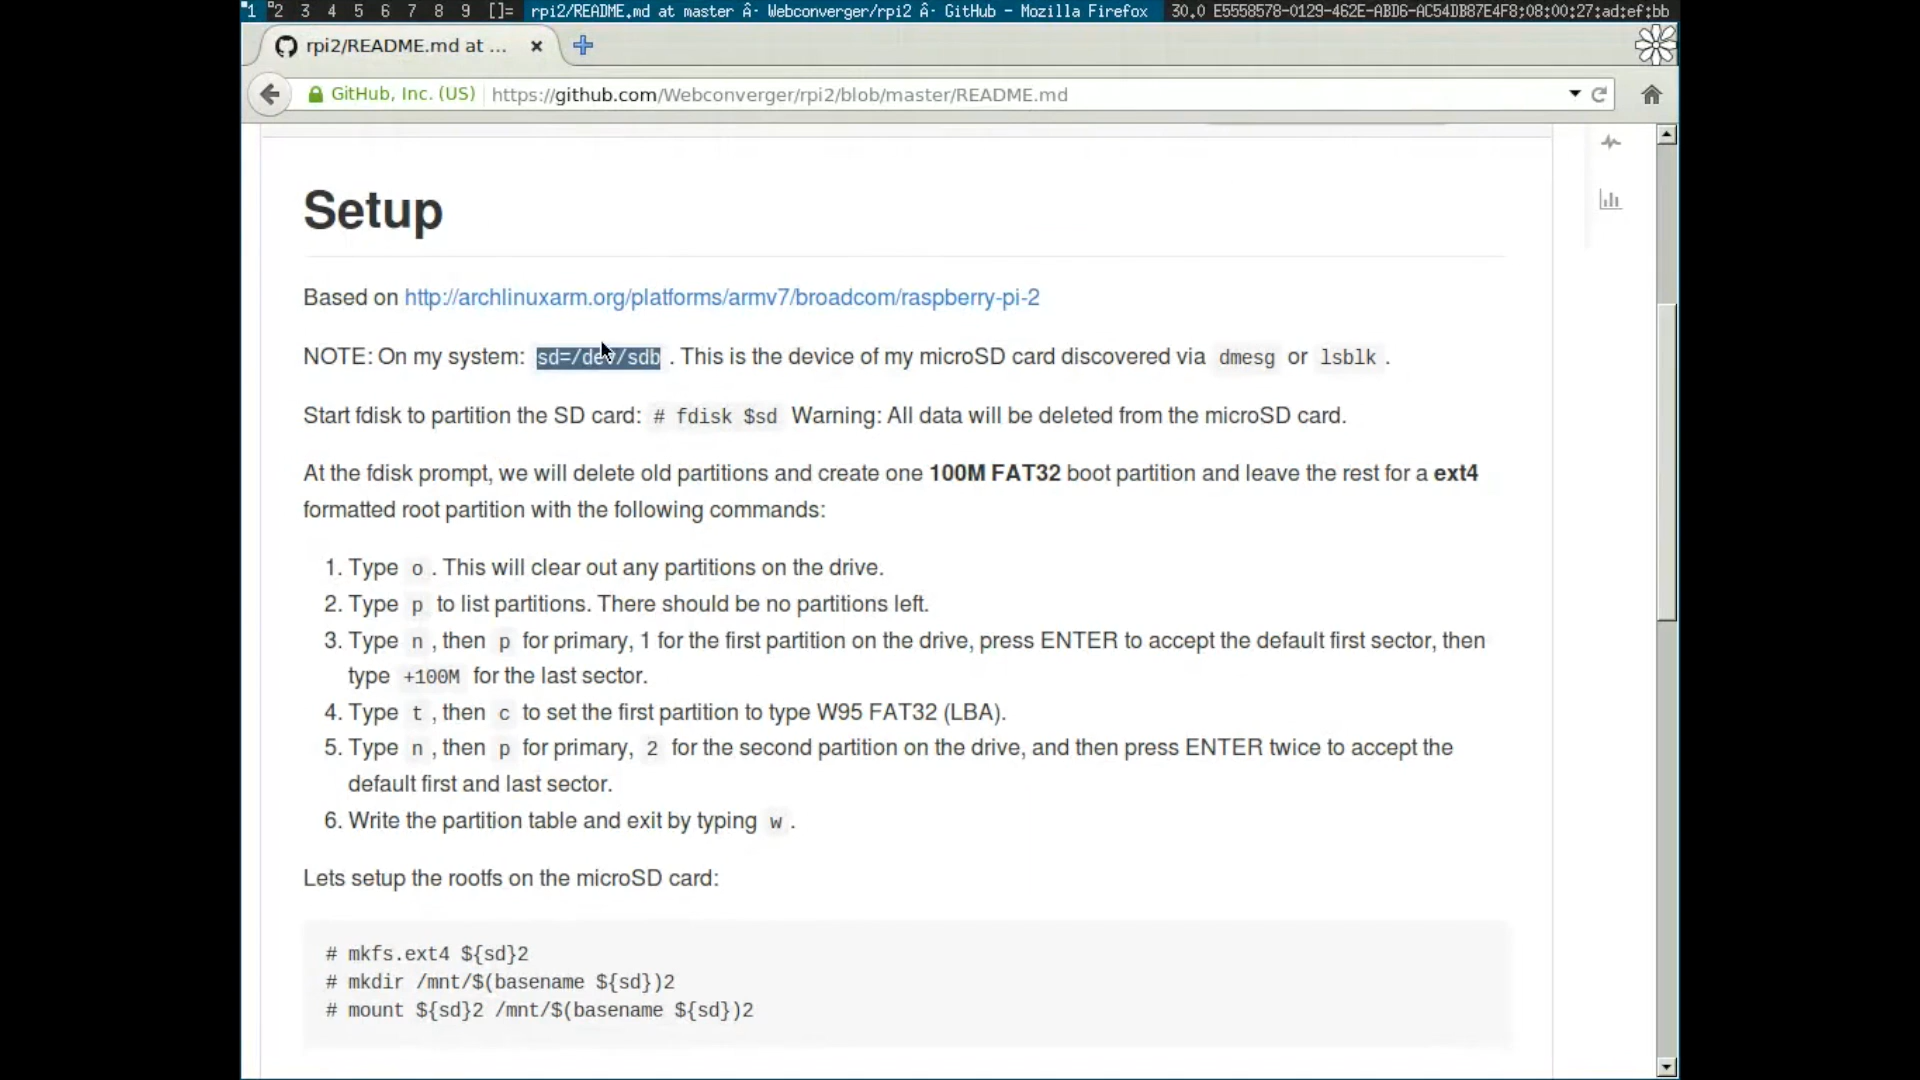 1 2 3 4 5 6 7 8 9 []= rpi2/README.md at master Â· Webconverger/rpi2 Â· GitHub - Mozilla Firefox 30.0 E5558578-0129-462E-ABD6-AC54DB87E4F8;08:00:27:ad:ef:bb
rpi2/README.md at ...
GitHub, Inc. (US) https://github.com/Webconverger/rpi2/blob/master/README.md
Setup
Based on http://archlinuxarm.org/platforms/armv7/broadcom/raspberry-pi-2
NOTE: On my system: sd=/dev/sdb . This is the device of my microSD card discovered via dmesg or lsblk .
Start fdisk to partition the SD card: # fdisk $sd Warning: All data will be deleted from the microSD card.
At the fdisk prompt, we will delete old partitions and create one 100M FAT32 boot partition and leave the rest for a ext4
formatted root partition with the following commands:
1. Type o . This will clear out any partitions on the drive.
2. Type p to list partitions. There should be no partitions left.
3. Type n , then p for primary, 1 for the first partition on the drive, press ENTER to accept the default first sector, then
type +100M for the last sector.
4. Type t , then c to set the first partition to type W95 FAT32 (LBA).
5. Type n , then p for primary, 2 for the second partition on the drive, and then press ENTER twice to accept the
default first and last sector.
6. Write the partition table and exit by typing w .
Lets setup the rootfs on the microSD card:
# mkfs.ext4 ${sd}2
# mkdir /mnt/$(basename ${sd})2
# mount ${sd}2 /mnt/$(basename ${sd})2